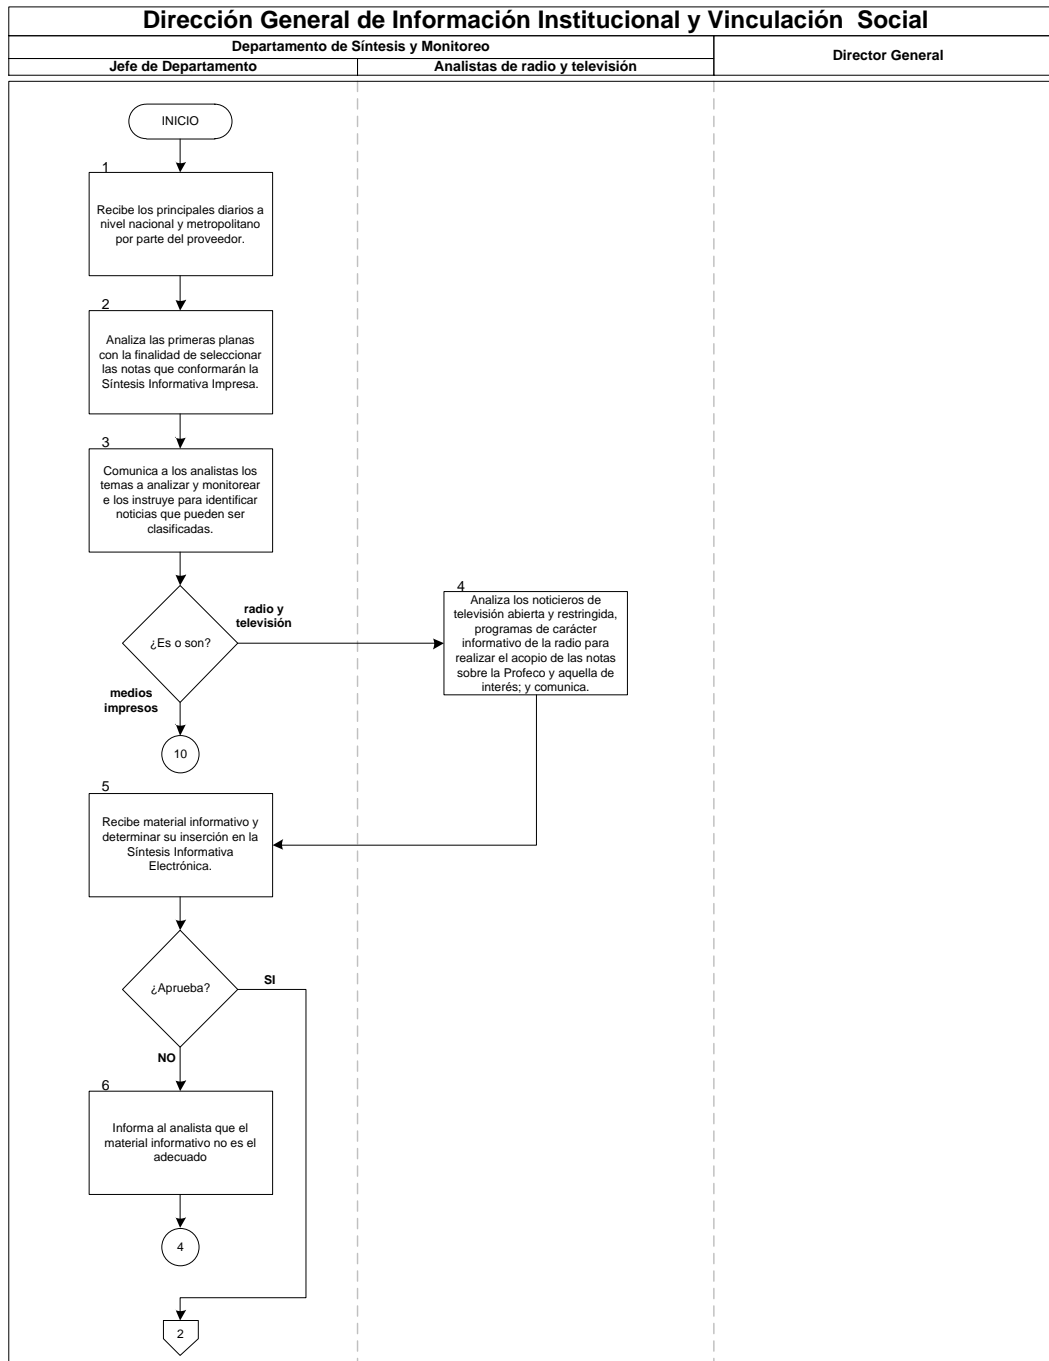 Dirección General de Información Institucional y Vinculación  Social
Departamento de Síntesis y Monitoreo
Director General
Jefe de Departamento
Analistas de radio y televisión
INICIO
1
Recibe los principales diarios a
nivel nacional y metropolitano
por parte del proveedor.
2
Analiza las primeras planas
con la finalidad de seleccionar
las notas que conformarán la
Síntesis Informativa Impresa.
3
Comunica a los analistas los
temas a analizar y monitorear
e los instruye para identificar
noticias que pueden ser
clasificadas.
¿Es o son?
radio y
televisión
medios
impresos
10
4
Analiza los noticieros de
televisión abierta y restringida,
programas de carácter
informativo de la radio para
realizar el acopio de las notas
sobre la Profeco y aquella de
interés; y comunica.
5
Recibe material informativo y
determinar su inserción en la
Síntesis Informativa
Electrónica.
¿Aprueba?
SI
NO
6
Informa al analista que el
material informativo no es el
adecuado
4
2